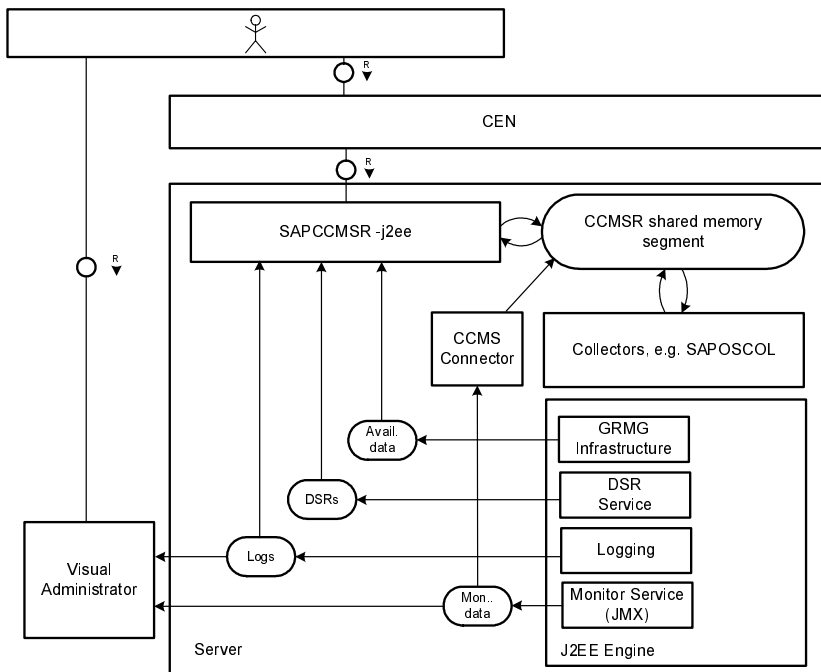 R
CEN
R
SAPCCMSR -j2ee
CCMSR shared memory
segment
R
CCMS
Connector
Collectors, e.g. SAPOSCOL
Avail.
data
GRMG
Infrastructure
DSRs
DSR
Service
Visual
Administrator
Logs
Logging
Mon..
data
Monitor Service
(JMX)
Server
J2EE Engine